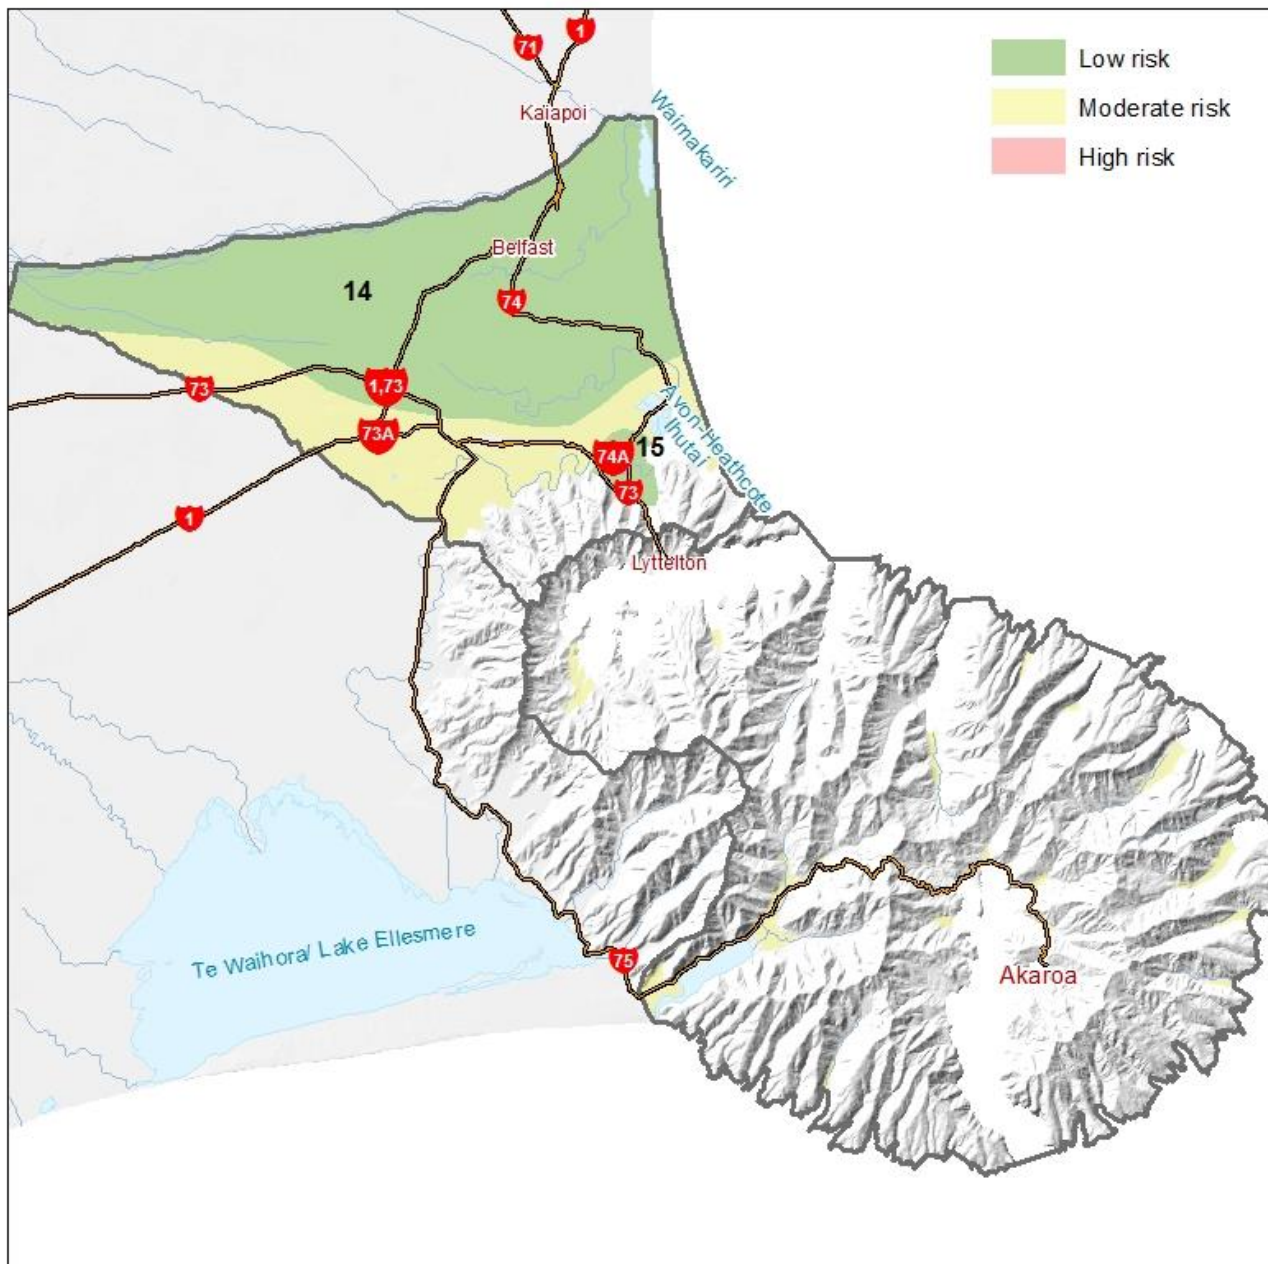 1
71
Low risk
Moderate risk
High risk
Kaiapoi
Waimakariri
Belfast
14
74
1,73
73
73A
Avon-Heathcote
Ihutai
15
74A
73
1
Lyttelton
Te Waihora/ Lake Ellesmere
75
Akaroa